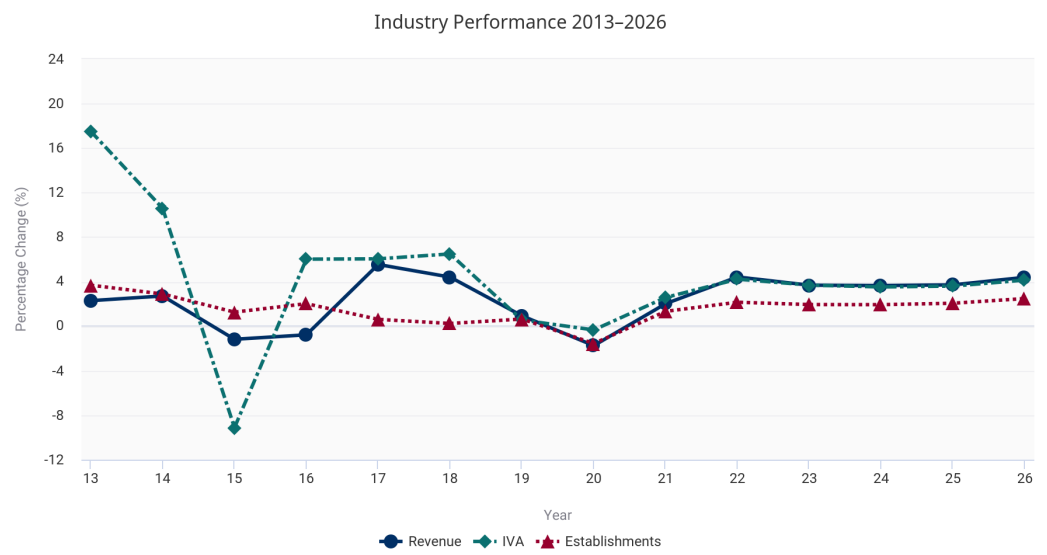 Industry Performance 2013–2026
Percentage Change (%)
24
20
16
12
8
4
0
-4
-8
-12
13 14 15 16 17 18 19 20 21 22 23 24 25 26
Year
Revenue IVA Establishments